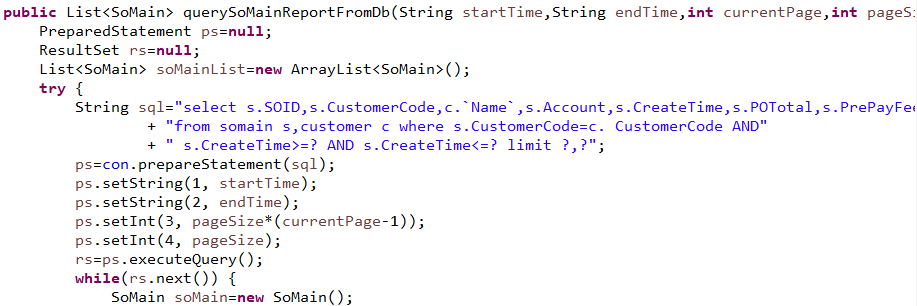 public List<SoMain> querySoMainReportFromDb(String startTime,String endTime,int currentPage,int pageSi
PreparedStatement ps=null;
ResultSet rs=null;
List<SoMain> soMainList=new ArrayList<SoMain>();
try {
String sql="select s.SOID,s.CustomerCode,c.`Name`,s.Account,s.CreateTime,s.POTotal,s.PrePayFee
+ "from somain s,customer c where s.CustomerCode=c. CustomerCode AND"
+ " s.CreateTime>=? AND s.CreateTime<=? limit ?,?";
ps=con.prepareStatement(sql);
ps.setString(1, startTime);
ps.setString(2, endTime);
ps.setInt(3, pageSize*(currentPage-1));
ps.setInt(4, pageSize);
rs=ps.executeQuery();
while(rs.next()) {
SoMain soMain=new SoMain();